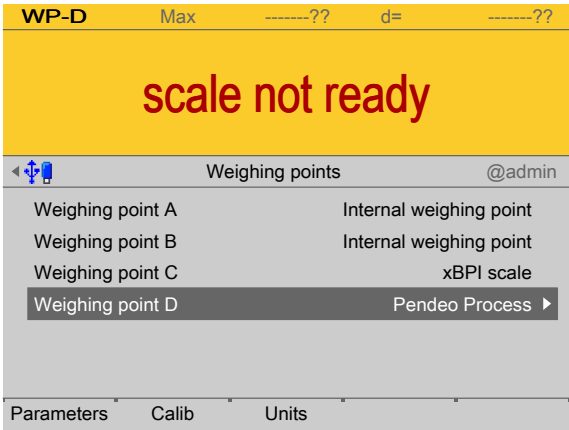 WP-D Max -------?? d= -------??
scale not ready
Weighing points @admin
Weighing point A Internal weighing point
Weighing point B Internal weighing point
Weighing point C xBPI scale
Weighing point D Pendeo Process
Parameters Calib Units